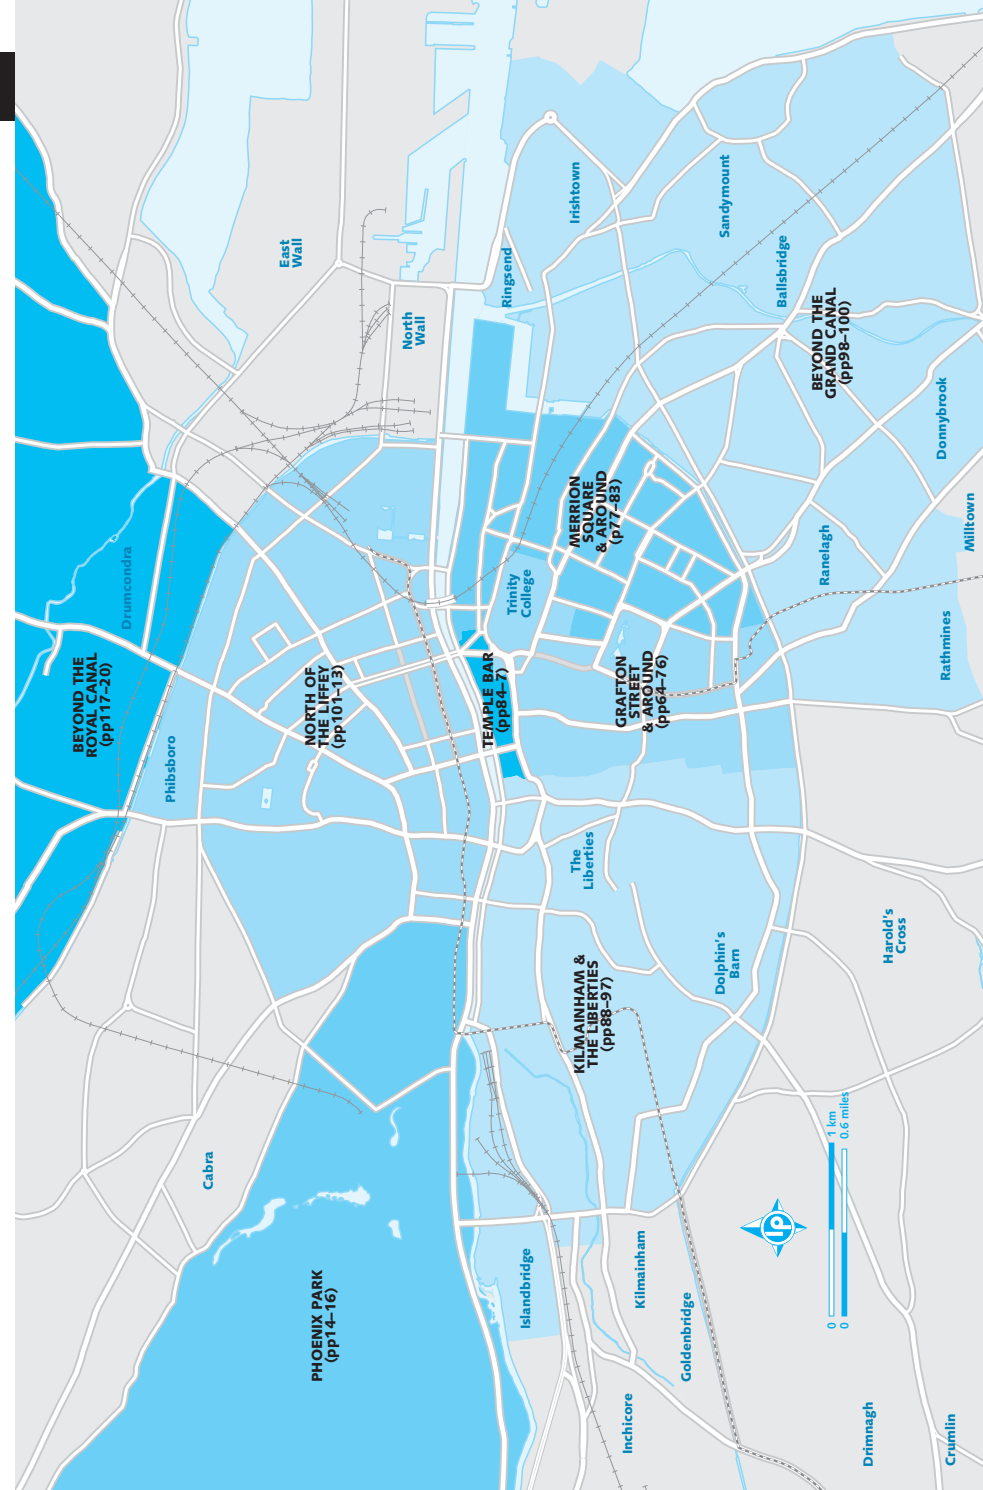 BEYOND THE
ROYAL CANAL
(pp117–20)
Drumcondra
Phibsboro
Cabra
East
Wall
North
Wall
NORTH OF
THE LIFFEY
(pp101–13)
PHOENIX PARK
(pp14–16)
TEMPLE BAR
(pp84–7)
Trinity
College
Ringsend
Irishtown
Sandymount
Ballsbridge
BEYOND THE
GRAND CANAL
(pp98–100)
MERRION
SQUARE
& AROUND
(p77–83)
GRAFTON
STREET
& AROUND
(pp64–76)
The
Liberties
KILMAINHAM &
THE LIBERTIES
(pp88–97)
Islandbridge
Kilmainham
Goldenbridge
Inchicore
Dolphin's
Barn
Harold's
Cross
Ranelagh
Donnybrook
Milltown
Rathmines
Drimnagh
Crumlin
lp
0 1 km
0 0.6 miles